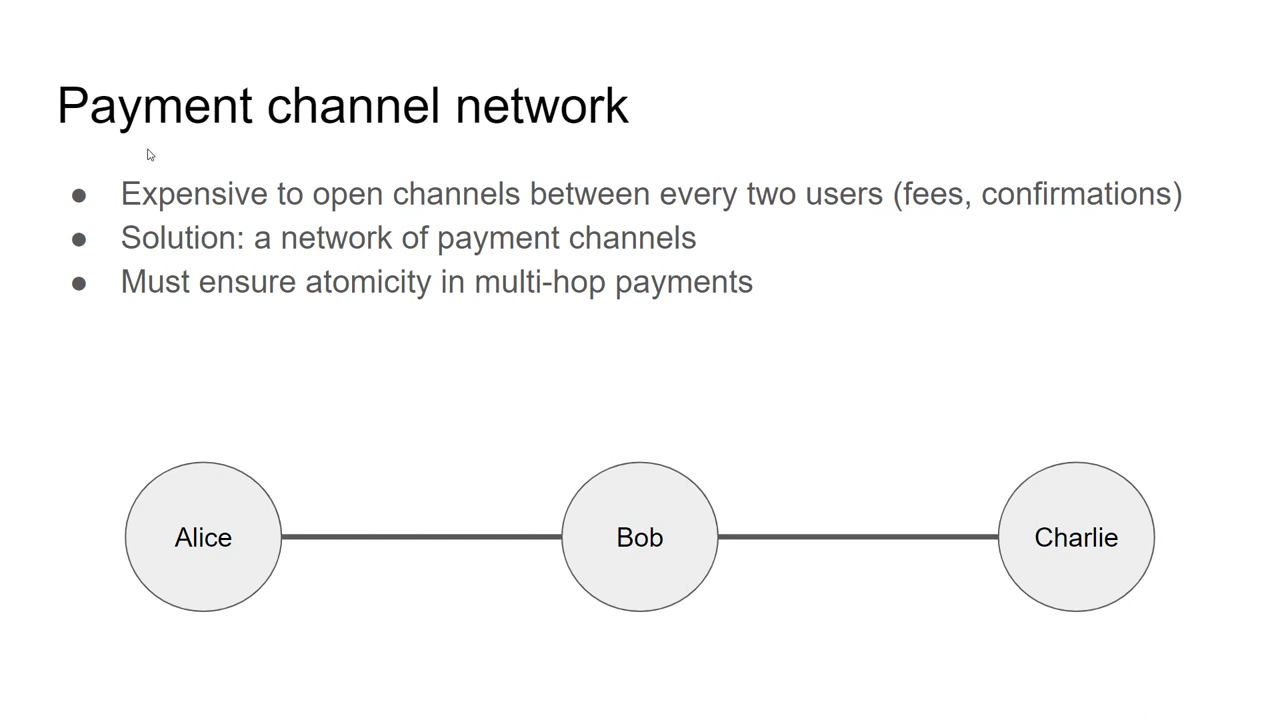 Payment channel network
● Expensive to open channels between every two users (fees, confirmations)
● Solution: a network of payment channels
● Must ensure atomicity in multi-hop payments
Alice
Bob
Charlie